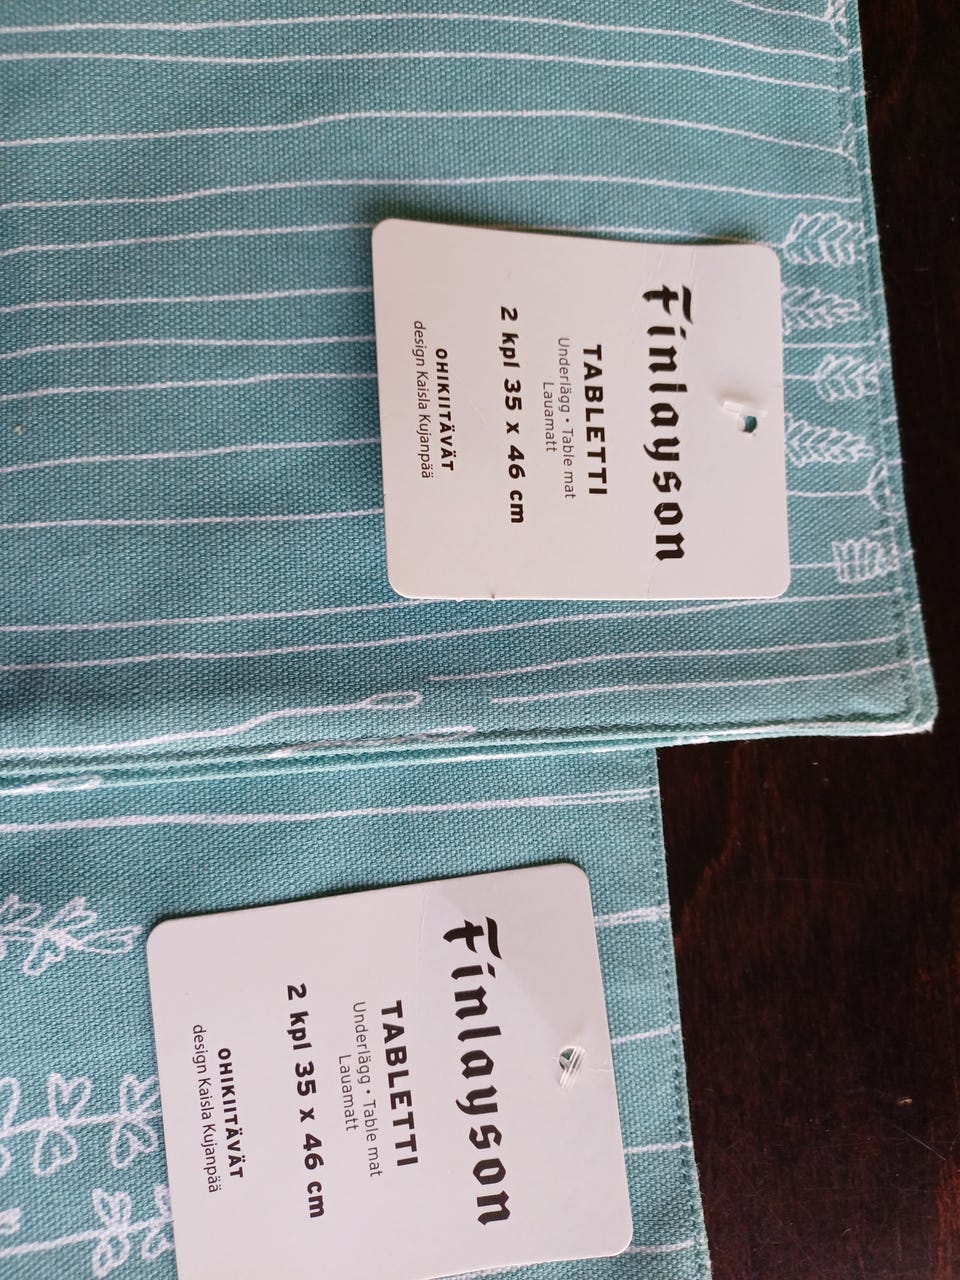 Finlayson
TABLETTI
Underlägg • Table mat
Lauamatt
2 kpl 35 x 46 cm
OHIKIITÄVÄT
design Kaisla Kujanpää
Finlayson
TABLETTI
Underlägg • Table mat
Lauamatt
2 kpl 35 x 46 cm
OHIKIITÄVÄT
design Kaisla Kujanpää